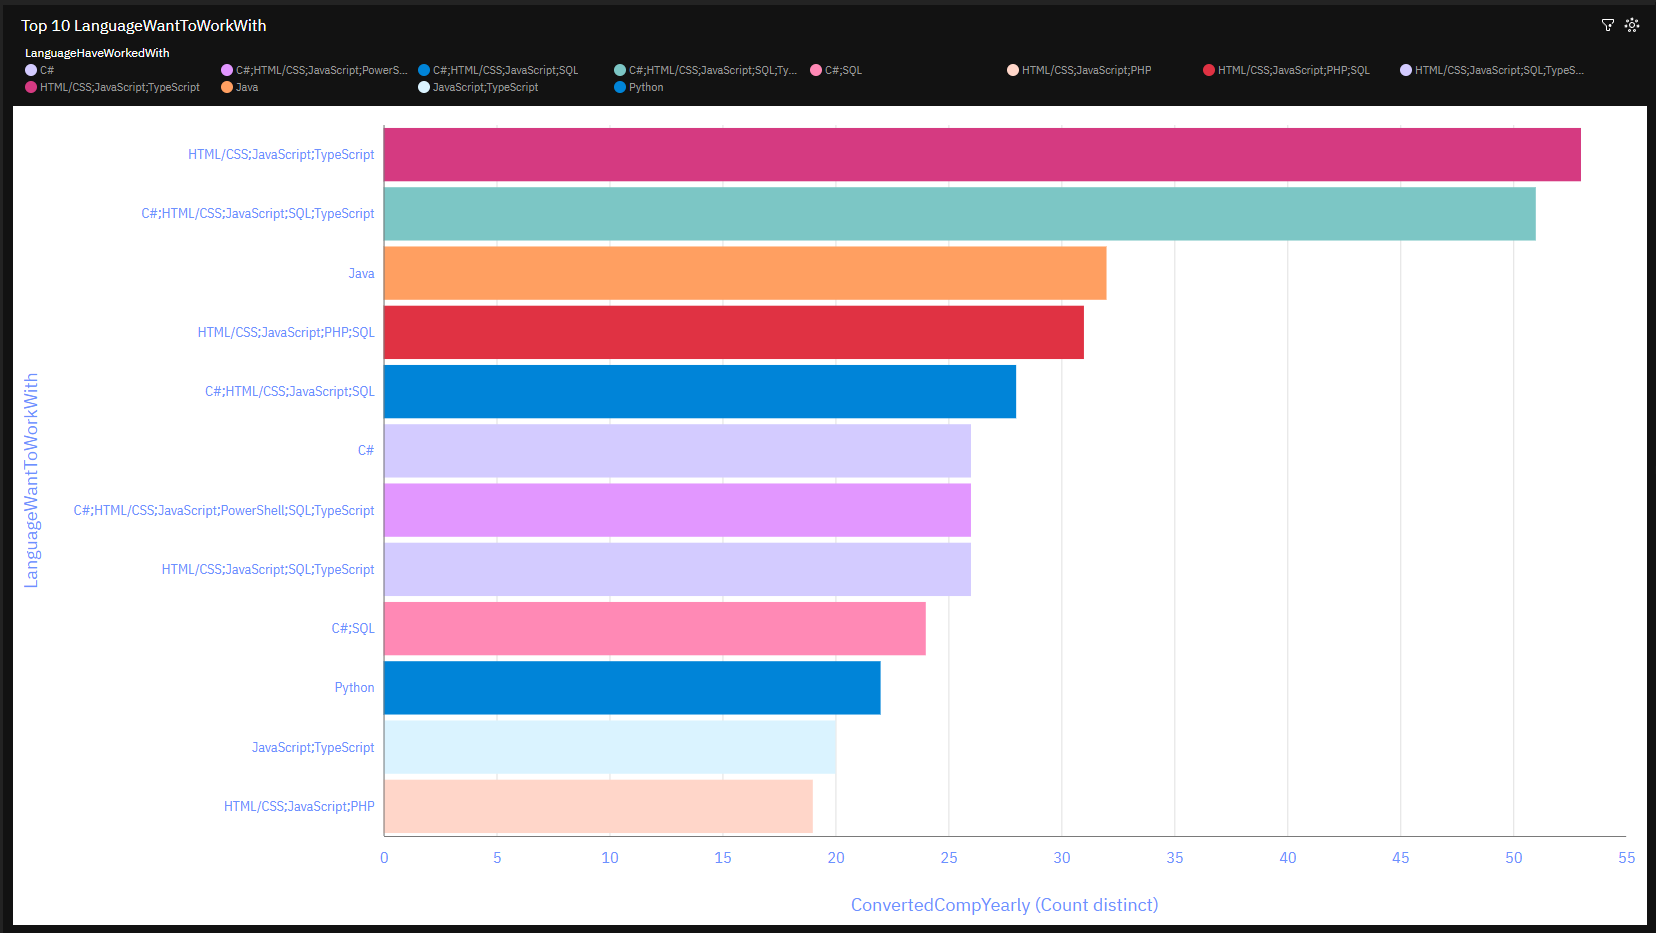 Top 10 LanguageWantToWorkWith
LanguageHaveWorkedWith
C# C#;HTML/CSS;JavaScript;PowerS... C#;HTML/CSS;JavaScript;SQL C#;HTML/CSS;JavaScript;SQL;Ty... C#;SQL HTML/CSS;JavaScript;PHP HTML/CSS;JavaScript;PHP;SQL HTML/CSS;JavaScript;SQL;TypeS...
HTML/CSS;JavaScript;TypeScript Java JavaScript;TypeScript Python
LanguageWantToWorkWith
HTML/CSS;JavaScript;TypeScript
C#;HTML/CSS;JavaScript;SQL;TypeScript
Java
HTML/CSS;JavaScript;PHP;SQL
C#;HTML/CSS;JavaScript;SQL
C#
C#;HTML/CSS;JavaScript;PowerShell;SQL;TypeScript
HTML/CSS;JavaScript;SQL;TypeScript
C#;SQL
Python
JavaScript;TypeScript
HTML/CSS;JavaScript;PHP
0 5 10 15 20 25 30 35 40 45 50 55
ConvertedCompYearly (Count distinct)